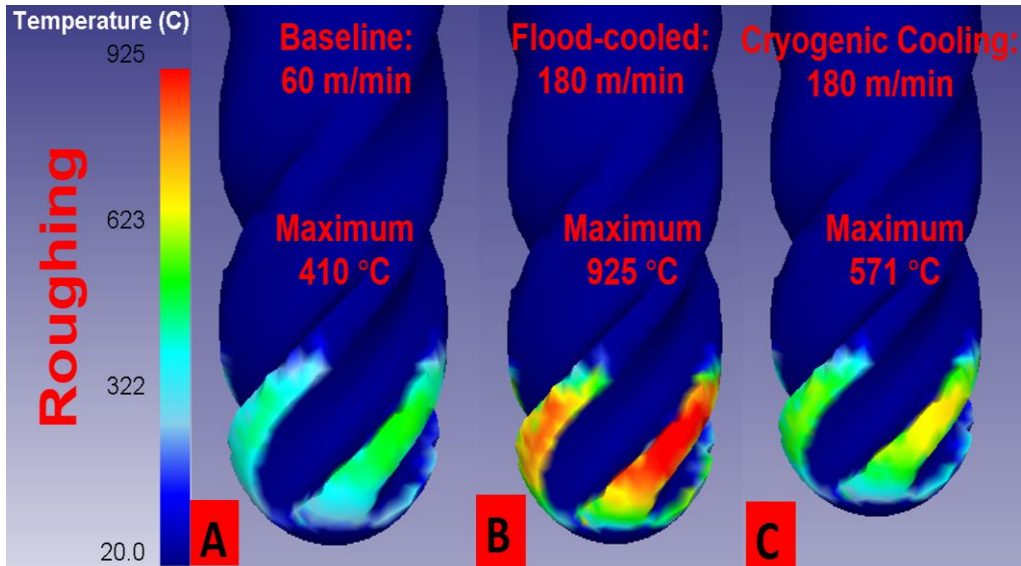 Temperature (C)
925
623
322
20.0
Roughing
Baseline:
60 m/min
Maximum
410 °C
A
Flood-cooled:
180 m/min
Maximum
925 °C
B
Cryogenic Cooling:
180 m/min
Maximum
571 °C
C